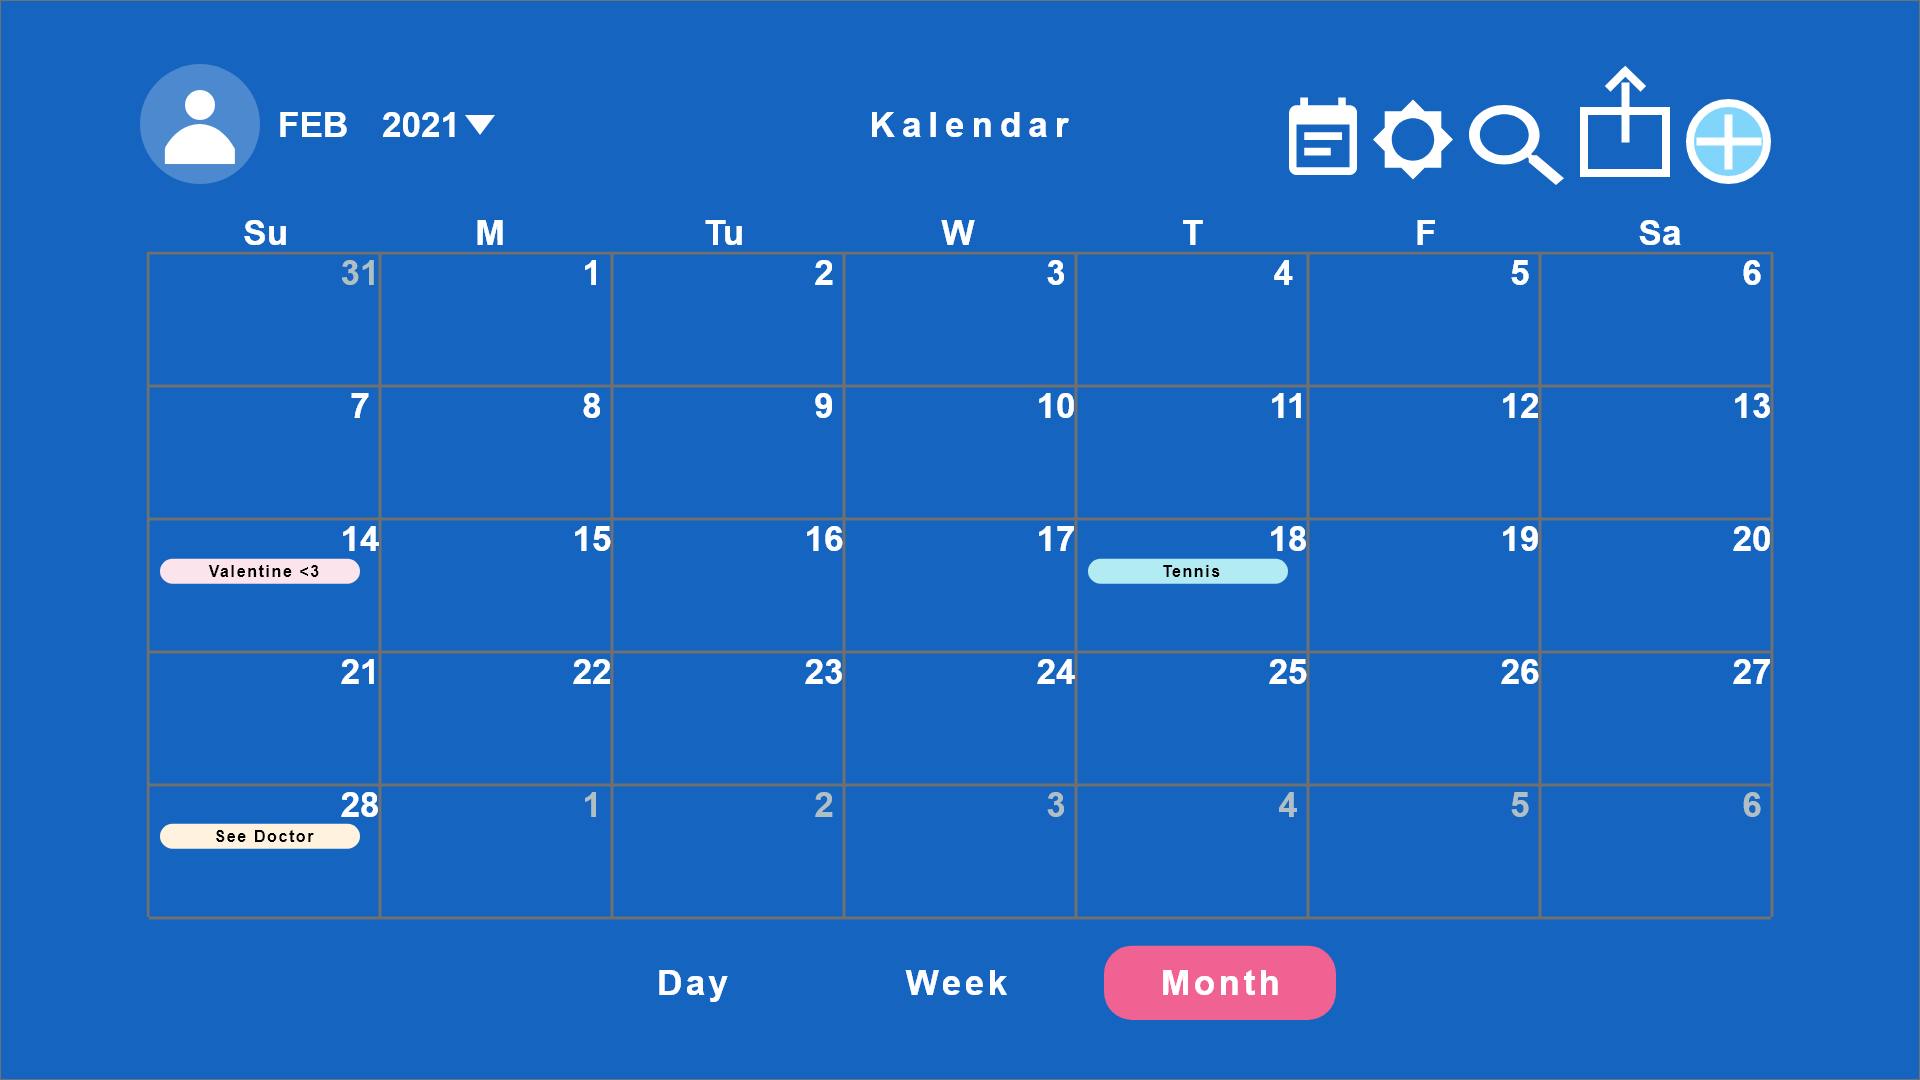 FEB 2021 Kalendar
Su M Tu W T F Sa
31 1 2 3 4 5 6
7 8 9 10 11 12 13
14 15 16 17 18 19 20
Valentine <3 Tennis
21 22 23 24 25 26 27
28 1 2 3 4 5 6
See Doctor
Day Week Month